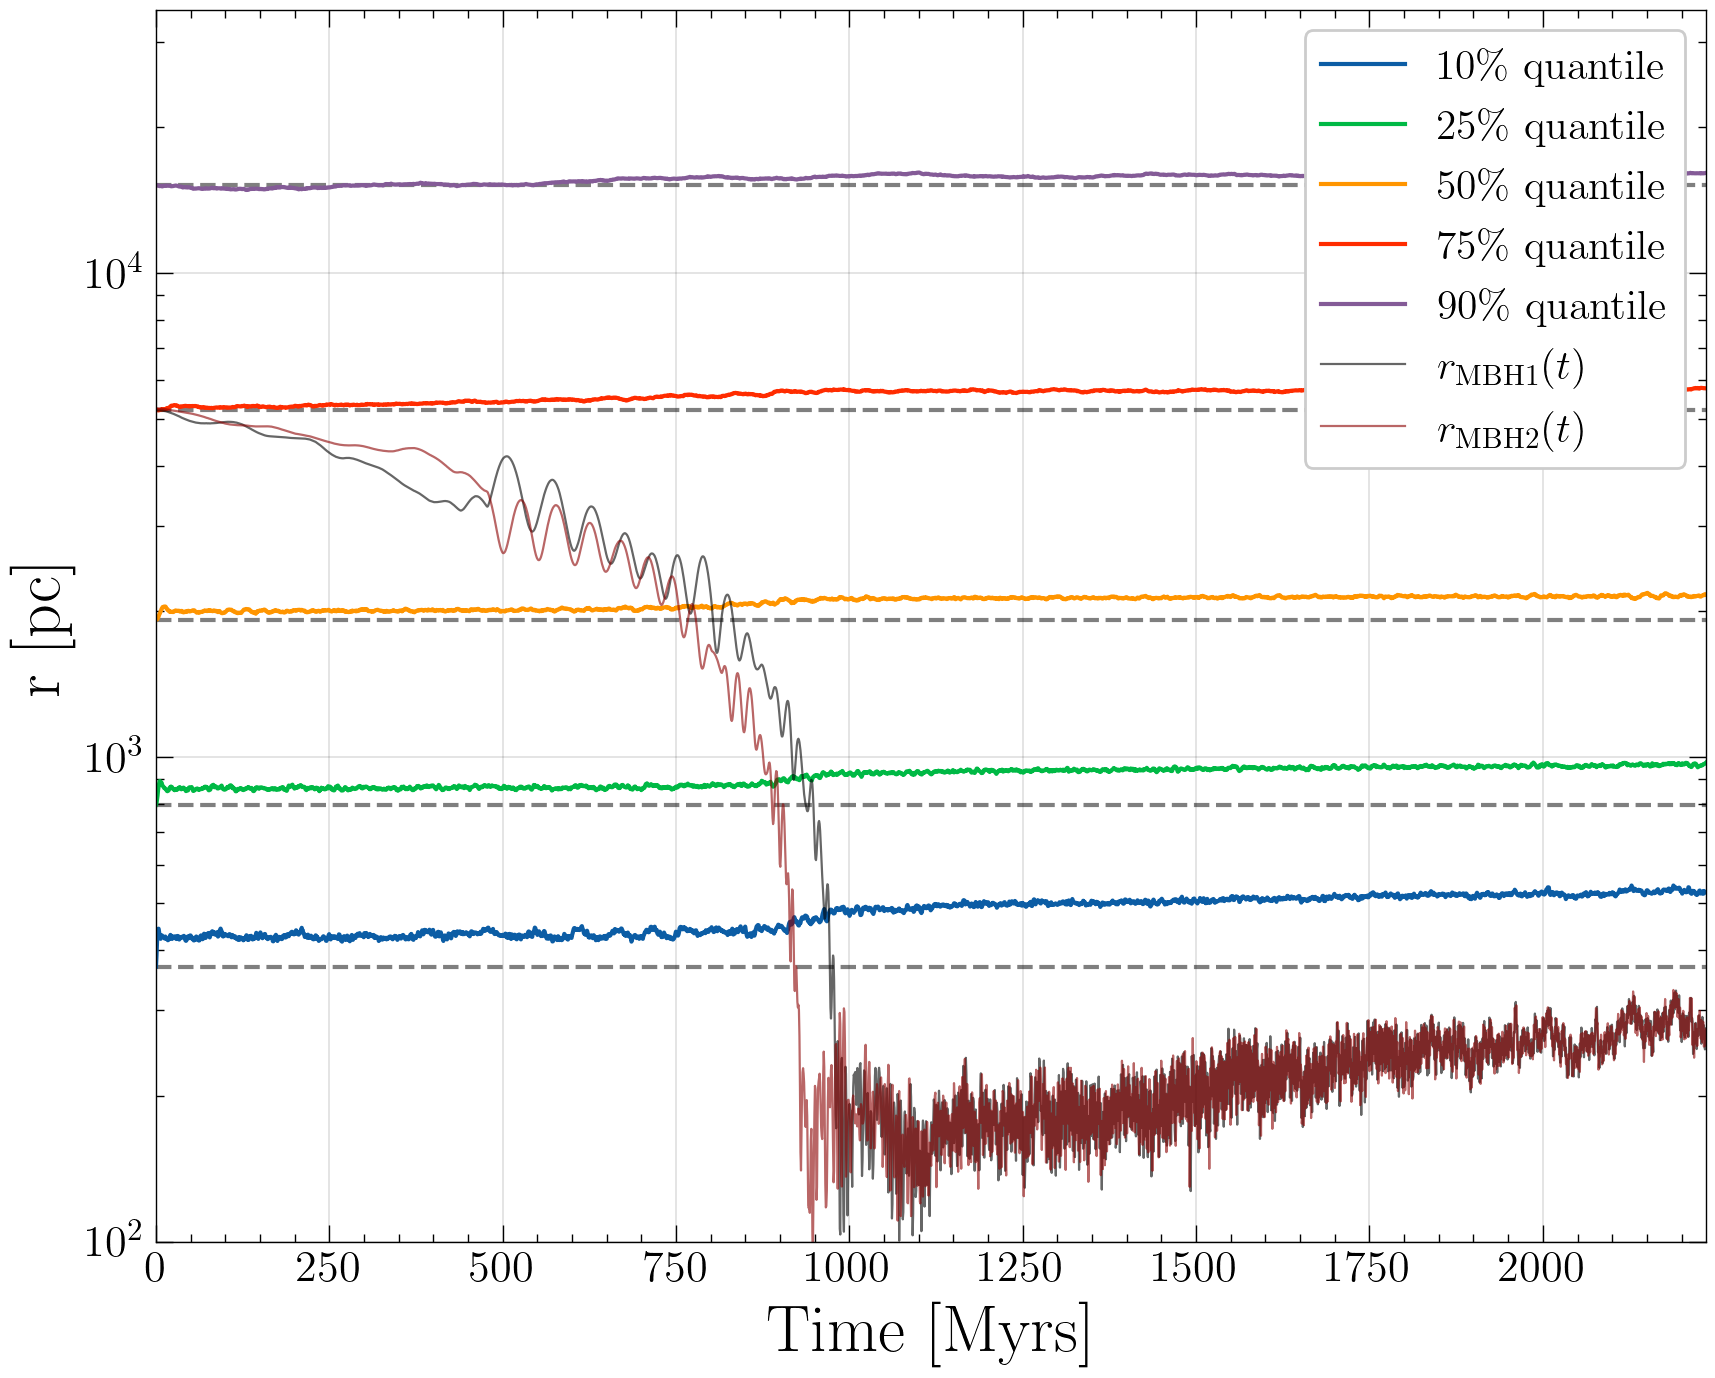 10% quantile
25% quantile
50% quantile
75% quantile
90% quantile
r_MBH1(t)
r_MBH2(t)
r [pc]
10^4
10^3
10^2
0 250 500 750 1000 1250 1500 1750 2000
Time [Myrs]